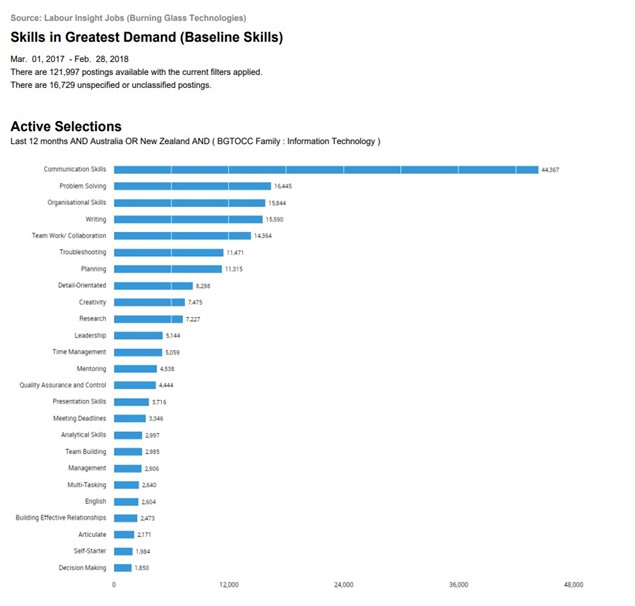 Source: Labour Insight Jobs (Burning Glass Technologies)
Skills in Greatest Demand (Baseline Skills)
Mar. 01, 2017 - Feb. 28, 2018
There are 121,997 postings available with the current filters applied.
There are 16,729 unspecified or unclassified postings.
Active Selections
Last 12 months AND Australia OR New Zealand AND ( BGTOCC Family : Information Technology )
Communication Skills 44,367
Problem Solving 16,445
Organisational Skills 15,844
Writing 15,590
Team Work/ Collaboration 14,364
Troubleshooting 11,471
Planning 11,315
Detail-Orientated 8,298
Creativity 7,475
Research 7,227
Leadership 5,144
Time Management 5,059
Mentoring 4,538
Quality Assurance and Control 4,444
Presentation Skills 3,716
Meeting Deadlines 3,346
Analytical Skills 2,997
Team Building 2,985
Management 2,906
Multi-Tasking 2,640
English 2,604
Building Effective Relationships 2,473
Articulate 2,171
Self-Starter 1,984
Decision Making 1,850
0 12,000 24,000 36,000 48,000